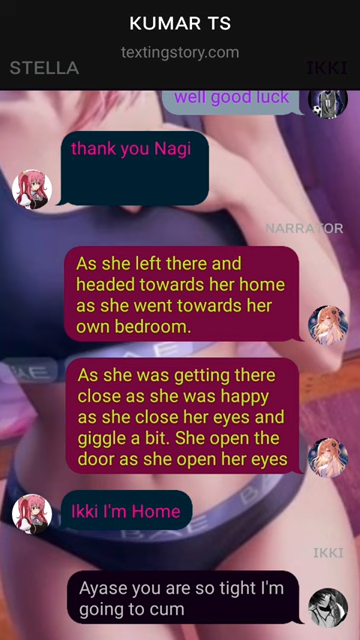 KUMAR TS
textingstory.com
STELLA
IKKI
well good luck
thank you Nagi
NARRATOR
As she left there and
headed towards her home
as she went towards her
own bedroom.
As she was getting there
close as she was happy
as she close her eyes and
giggle a bit. She open the
door as she open her eyes
Ikki I'm Home
IKKI
Ayase you are so tight I'm
going to cum